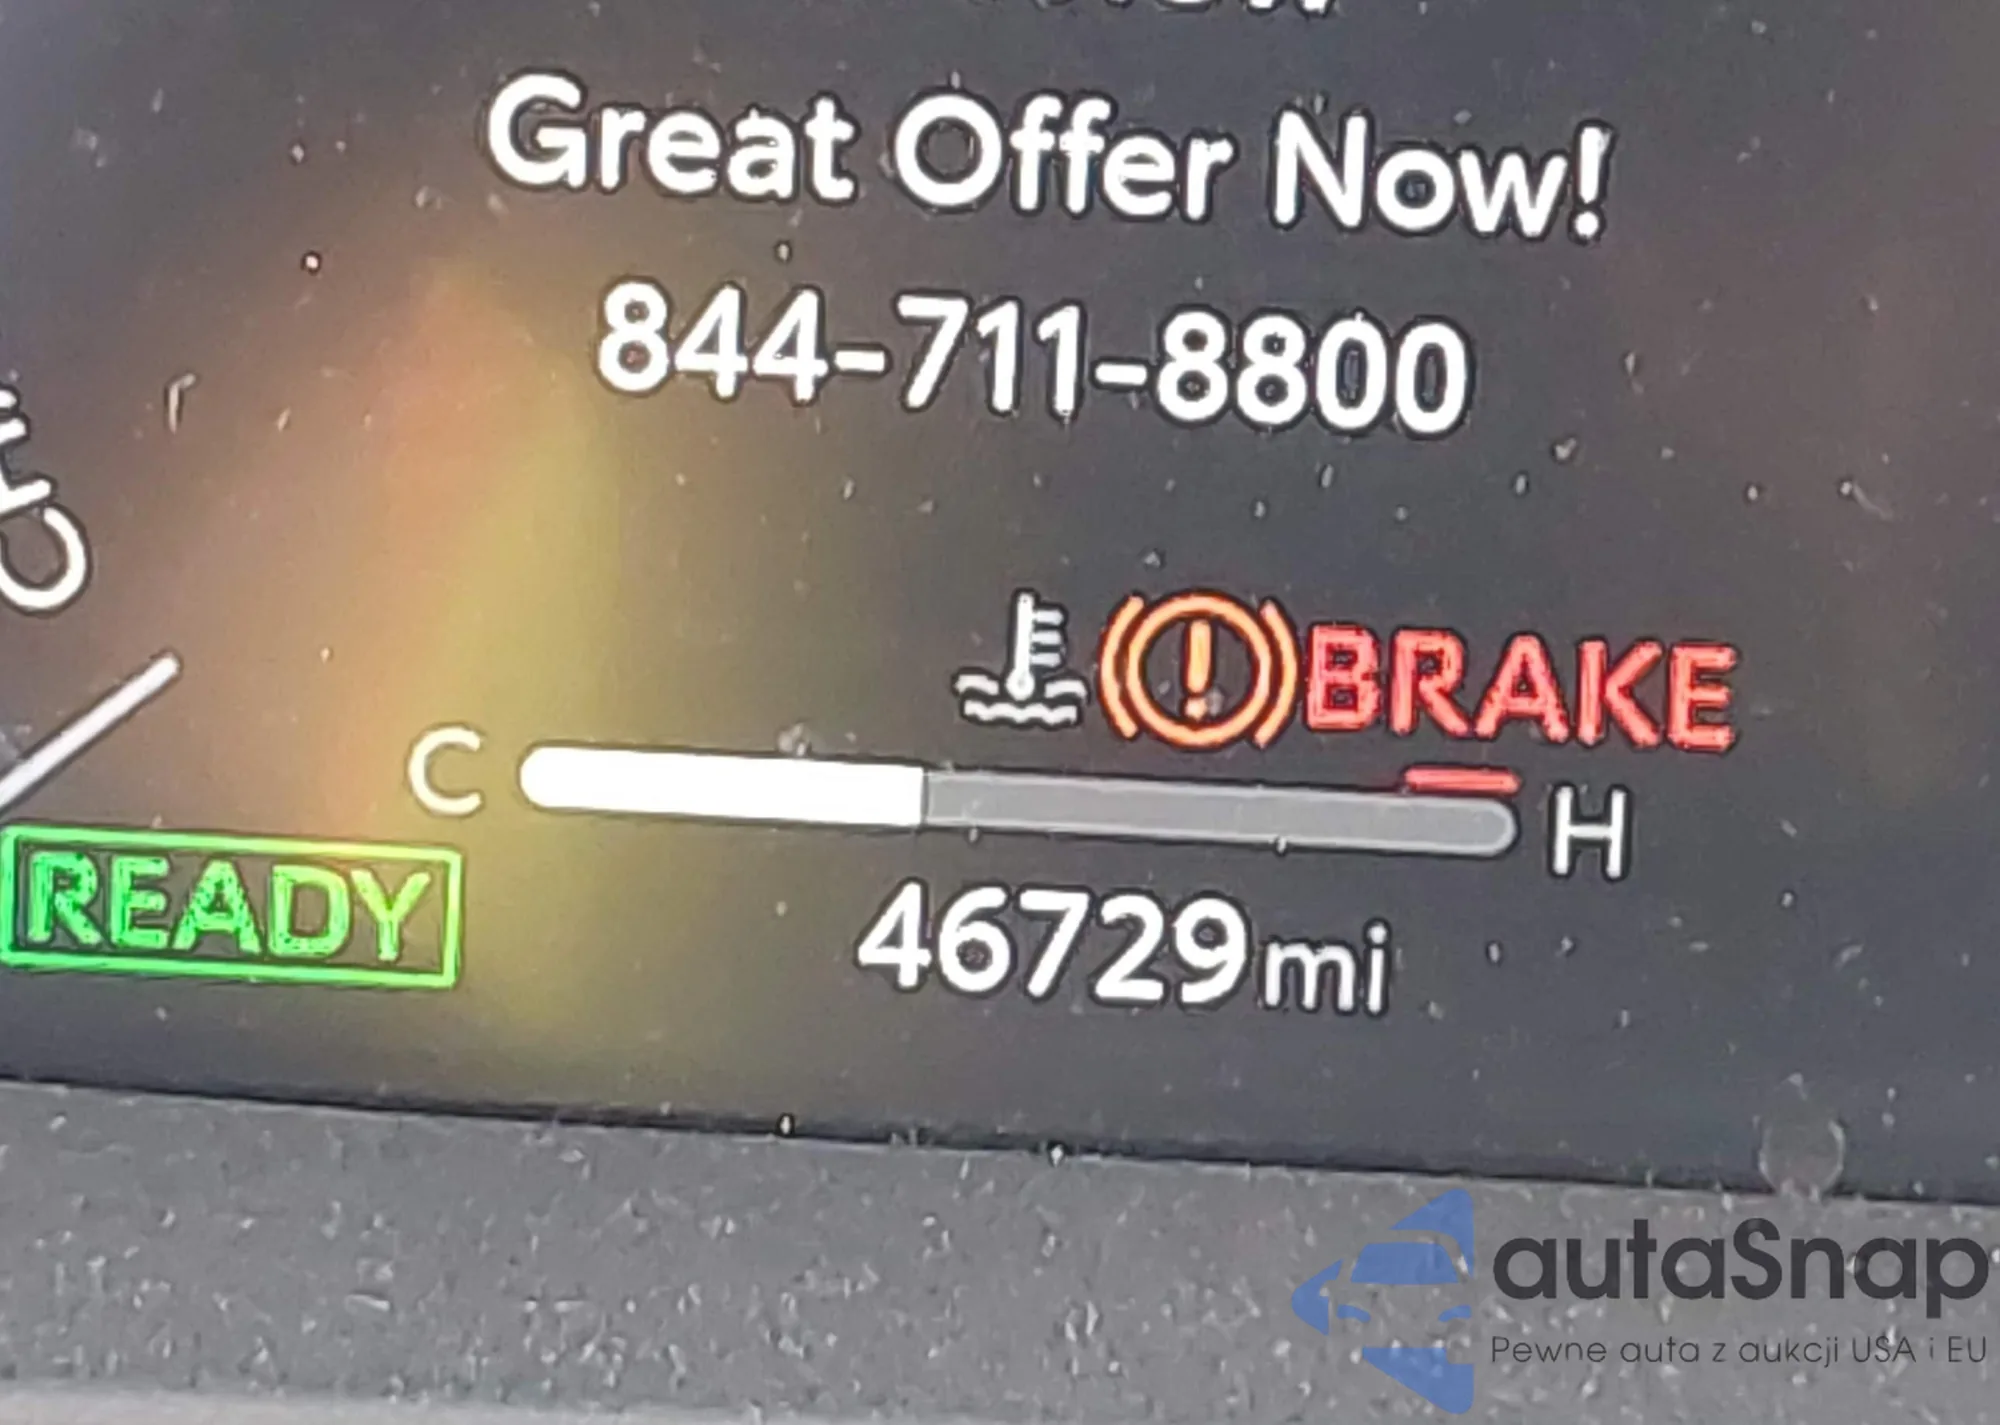 Great Offer Now!
844-711-8800
BRAKE
C
H
READY
46729mi
autaSnap
Pewne auta z aukcji USA i EU